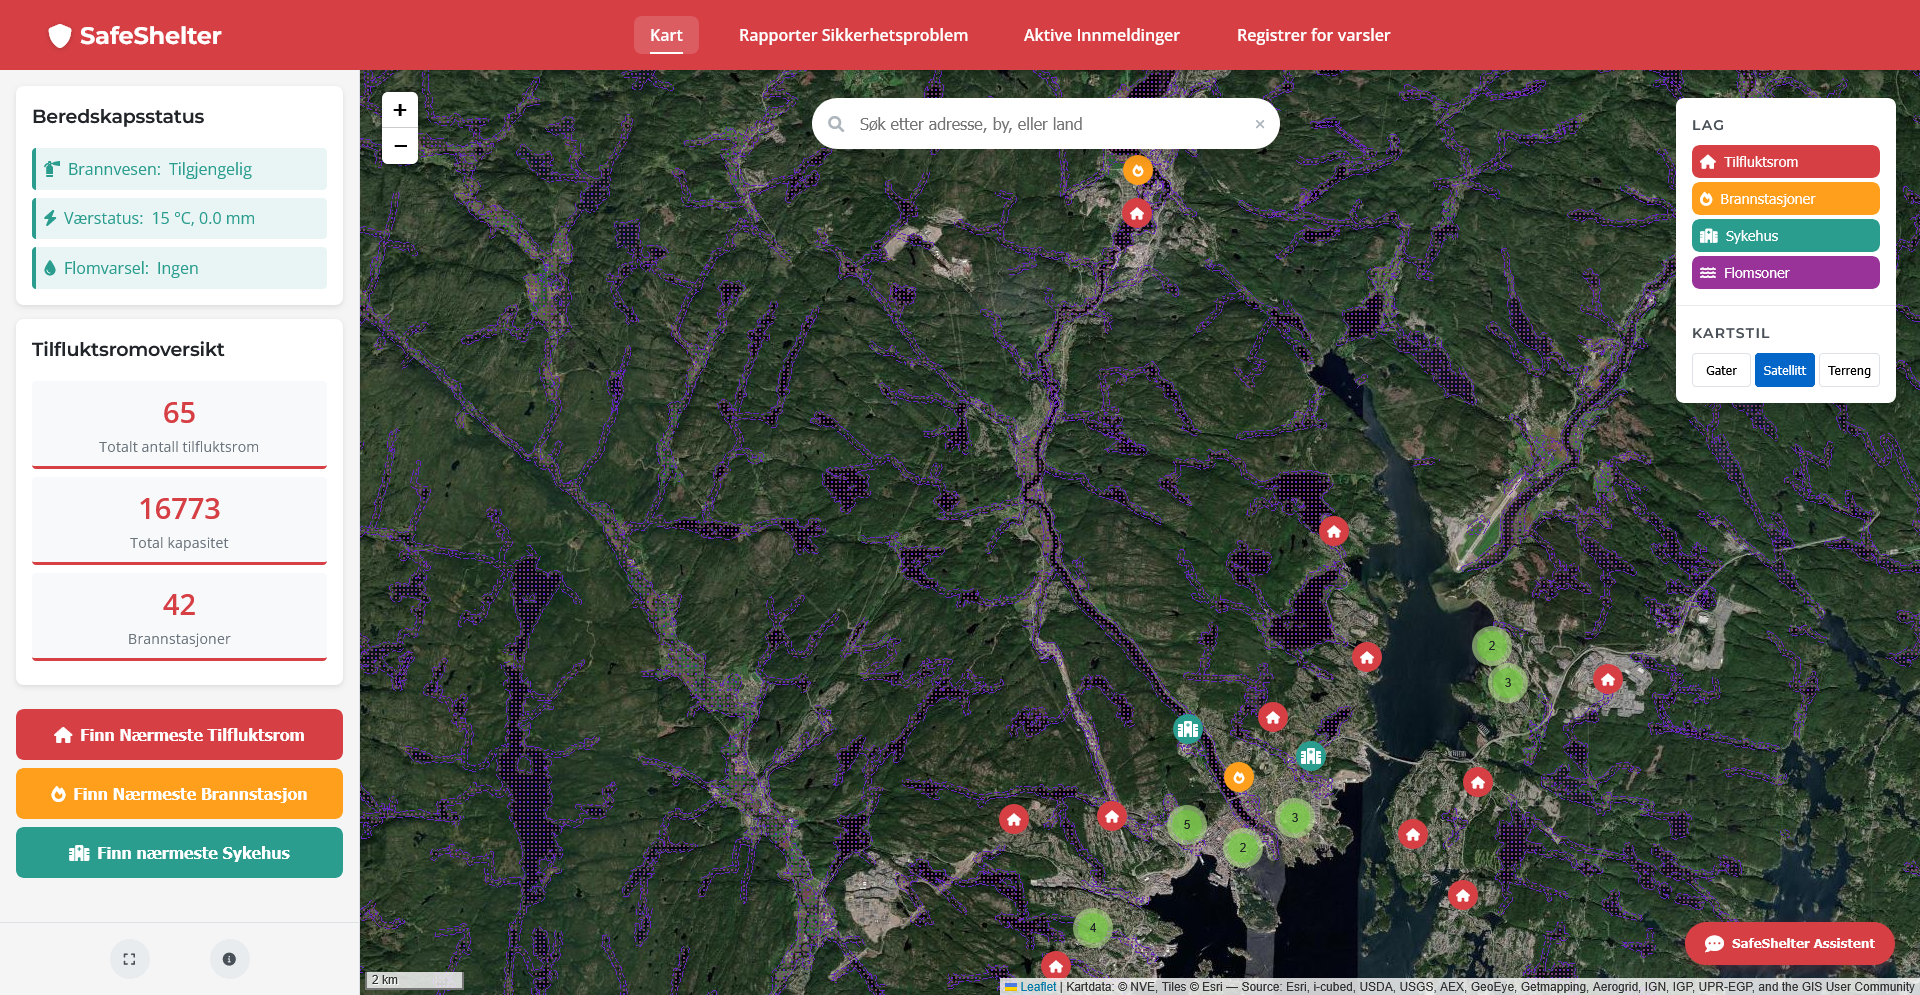 SafeShelter
Kart
Rapporter Sikkerhetsproblem
Aktive Innmeldinger
Registrer for varsler
Beredskapsstatus
Brannvesen: Tilgjengelig
Værstatus: 15 °C, 0.0 mm
Flomvarsel: Ingen
Tilfluktsromoversikt
65
Totalt antall tilfluktsrom
16773
Total kapasitet
42
Brannstasjoner
Finn Nærmeste Tilfluktsrom
Finn Nærmeste Brannstasjon
Finn nærmeste Sykehus
+
−
Søk etter adresse, by, eller land
×
LAG
Tilfluktsrom
Brannstasjoner
Sykehus
Flomsoner
KARTSTIL
Gater
Satellitt
Terreng
2
3
5
3
2
4
SafeShelter Assistent
2 km
Leaflet | Kartdata: © NVE, Tiles © Esri — Source: Esri, i-cubed, USDA, USGS, AEX, GeoEye, Getmapping, Aerogrid, IGN, IGP, UPR-EGP, and the GIS User Community